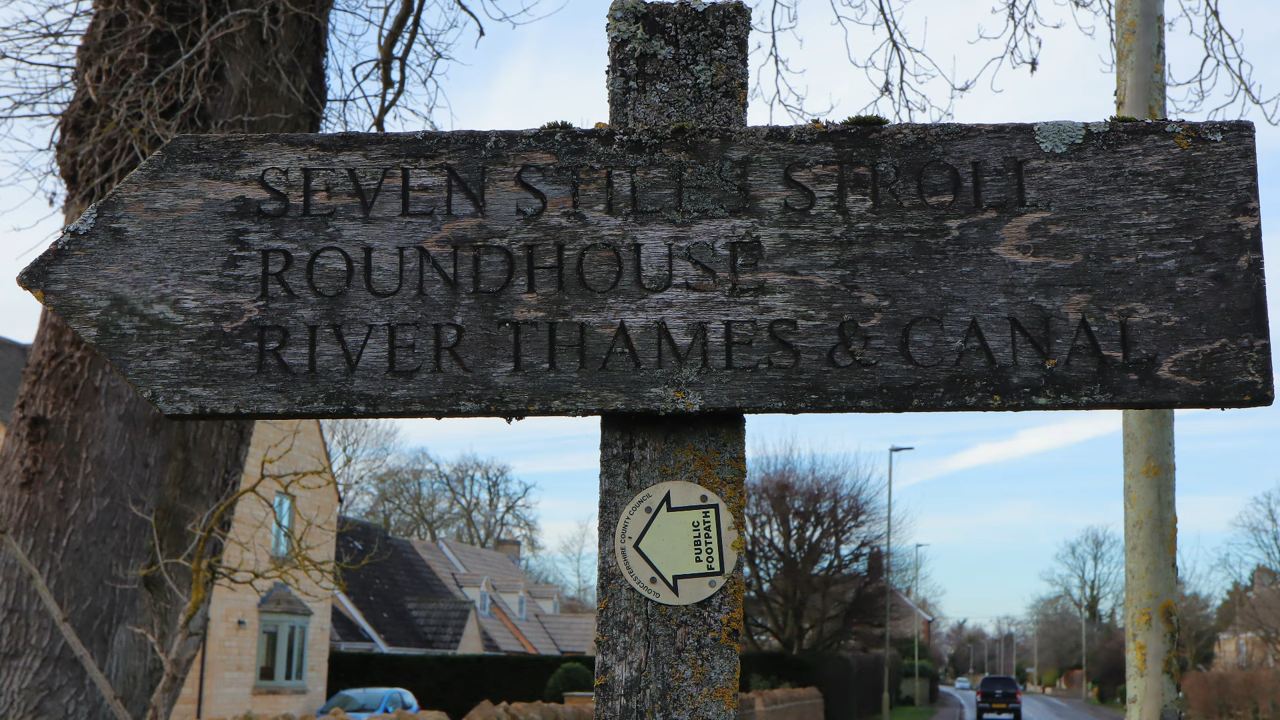 SEVEN STILES STROLL
ROUNDHOUSE
RIVER THAMES & CANAL
GLOUCESTERSHIRE COUNTY COUNCIL
PUBLIC
FOOTPATH